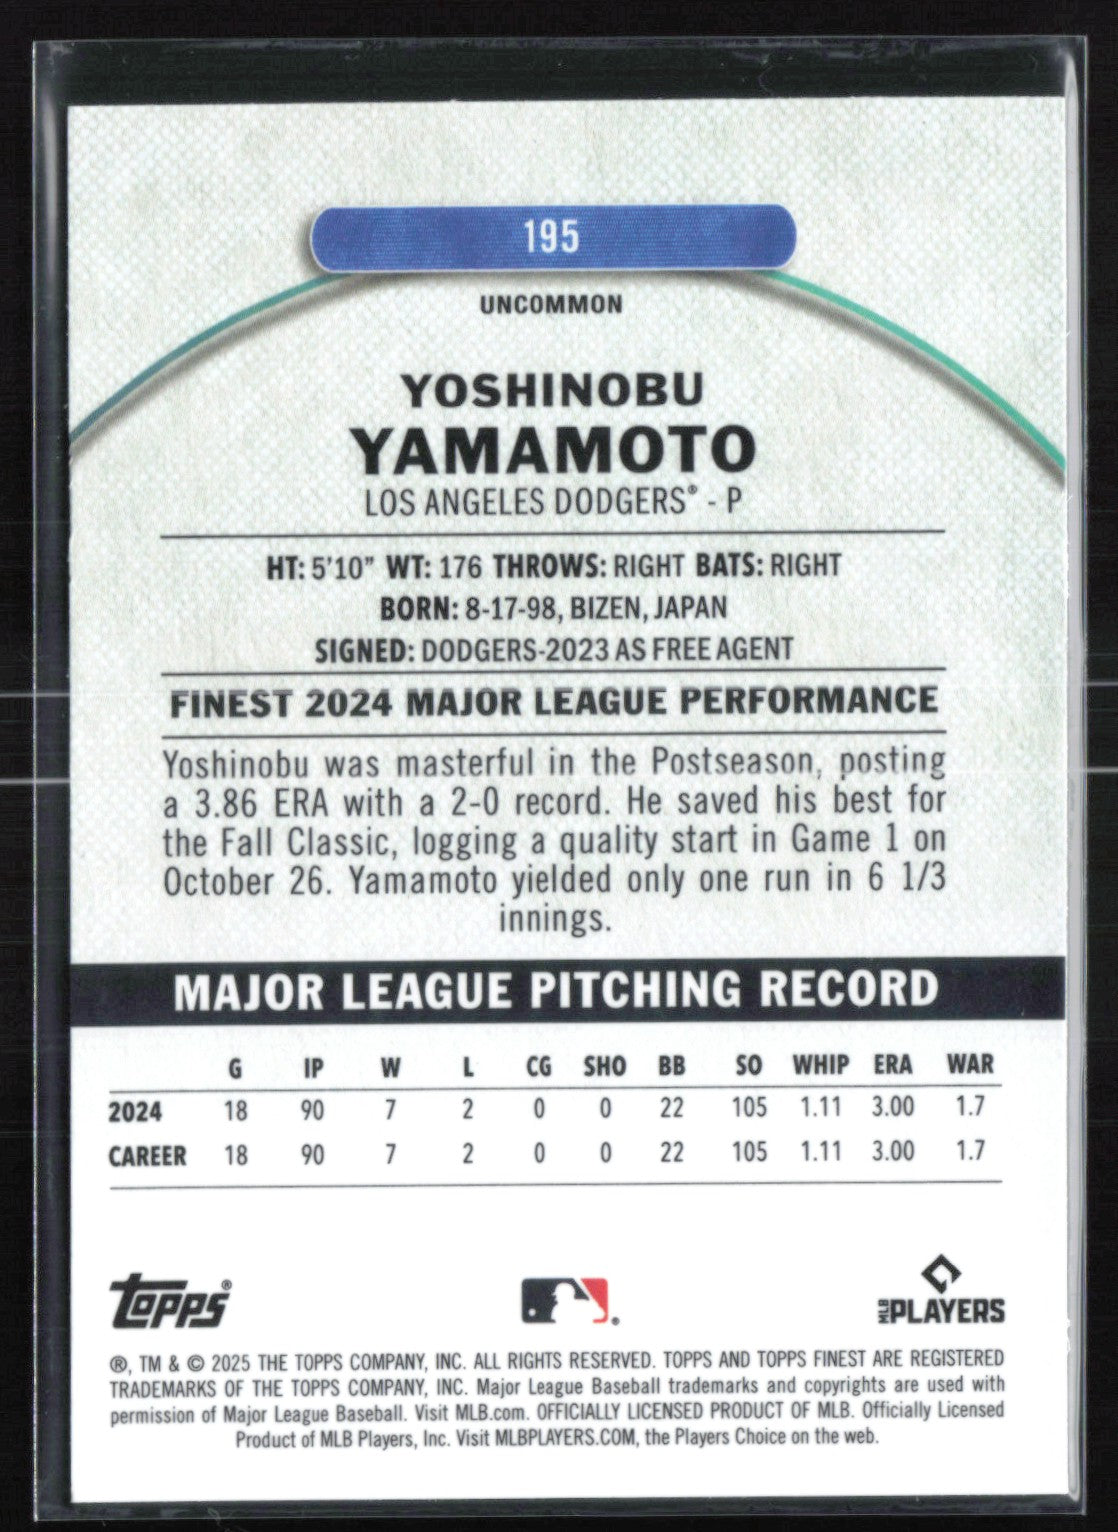 195
UNCOMMON
YOSHINOBU
YAMAMOTO
LOS ANGELES DODGERS® - P
HT: 5'10" WT: 176 THROWS: RIGHT BATS: RIGHT
BORN: 8-17-98, BIZEN, JAPAN
SIGNED: DODGERS-2023 AS FREE AGENT
FINEST 2024 MAJOR LEAGUE PERFORMANCE
Yoshinobu was masterful in the Postseason, posting
a 3.86 ERA with a 2-0 record. He saved his best for
the Fall Classic, logging a quality start in Game 1 on
October 26. Yamamoto yielded only one run in 6 1/3
innings.
MAJOR LEAGUE PITCHING RECORD
G IP W L CG SHO BB SO WHIP ERA WAR
2024 18 90 7 2 0 0 22 105 1.11 3.00 1.7
CAREER 18 90 7 2 0 0 22 105 1.11 3.00 1.7
topps® ® MLB PLAYERS
®, TM & © 2025 THE TOPPS COMPANY, INC. ALL RIGHTS RESERVED. TOPPS AND TOPPS FINEST ARE REGISTERED
TRADEMARKS OF THE TOPPS COMPANY, INC. Major League Baseball trademarks and copyrights are used with
permission of Major League Baseball. Visit MLB.com. OFFICIALLY LICENSED PRODUCT OF MLB. Officially Licensed
Product of MLB Players, Inc. Visit MLBPLAYERS.COM, the Players Choice on the web.